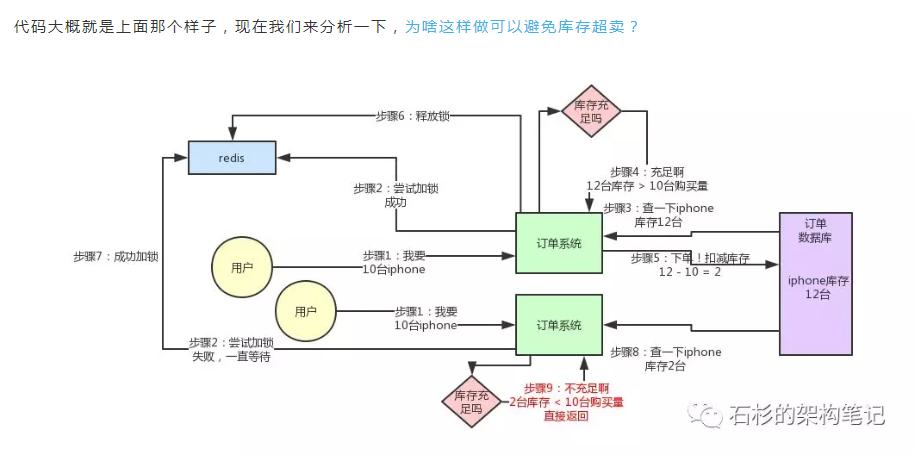 代码大概就是上面那个样子，现在我们来分析一下，为啥这样做可以避免库存超卖？
步骤6：释放锁
库存充
足吗
redis
步骤2：尝试加锁
成功
步骤4：充足啊
12台库存 > 10台购买量
步骤3：查一下iphone
库存12台
订单
数据库
iphone库存
12台
步骤7：成功加锁
用户
步骤1：我要
10台iphone
订单系统
步骤5：下单！扣减库存
12 - 10 = 2
用户
步骤1：我要
10台iphone
订单系统
步骤2：尝试加锁
失败，一直等待
步骤8：查一下iphone
库存2台
库存充
足吗
步骤9：不充足啊
2台库存 < 10台购买量
直接返回
石杉的架构笔记